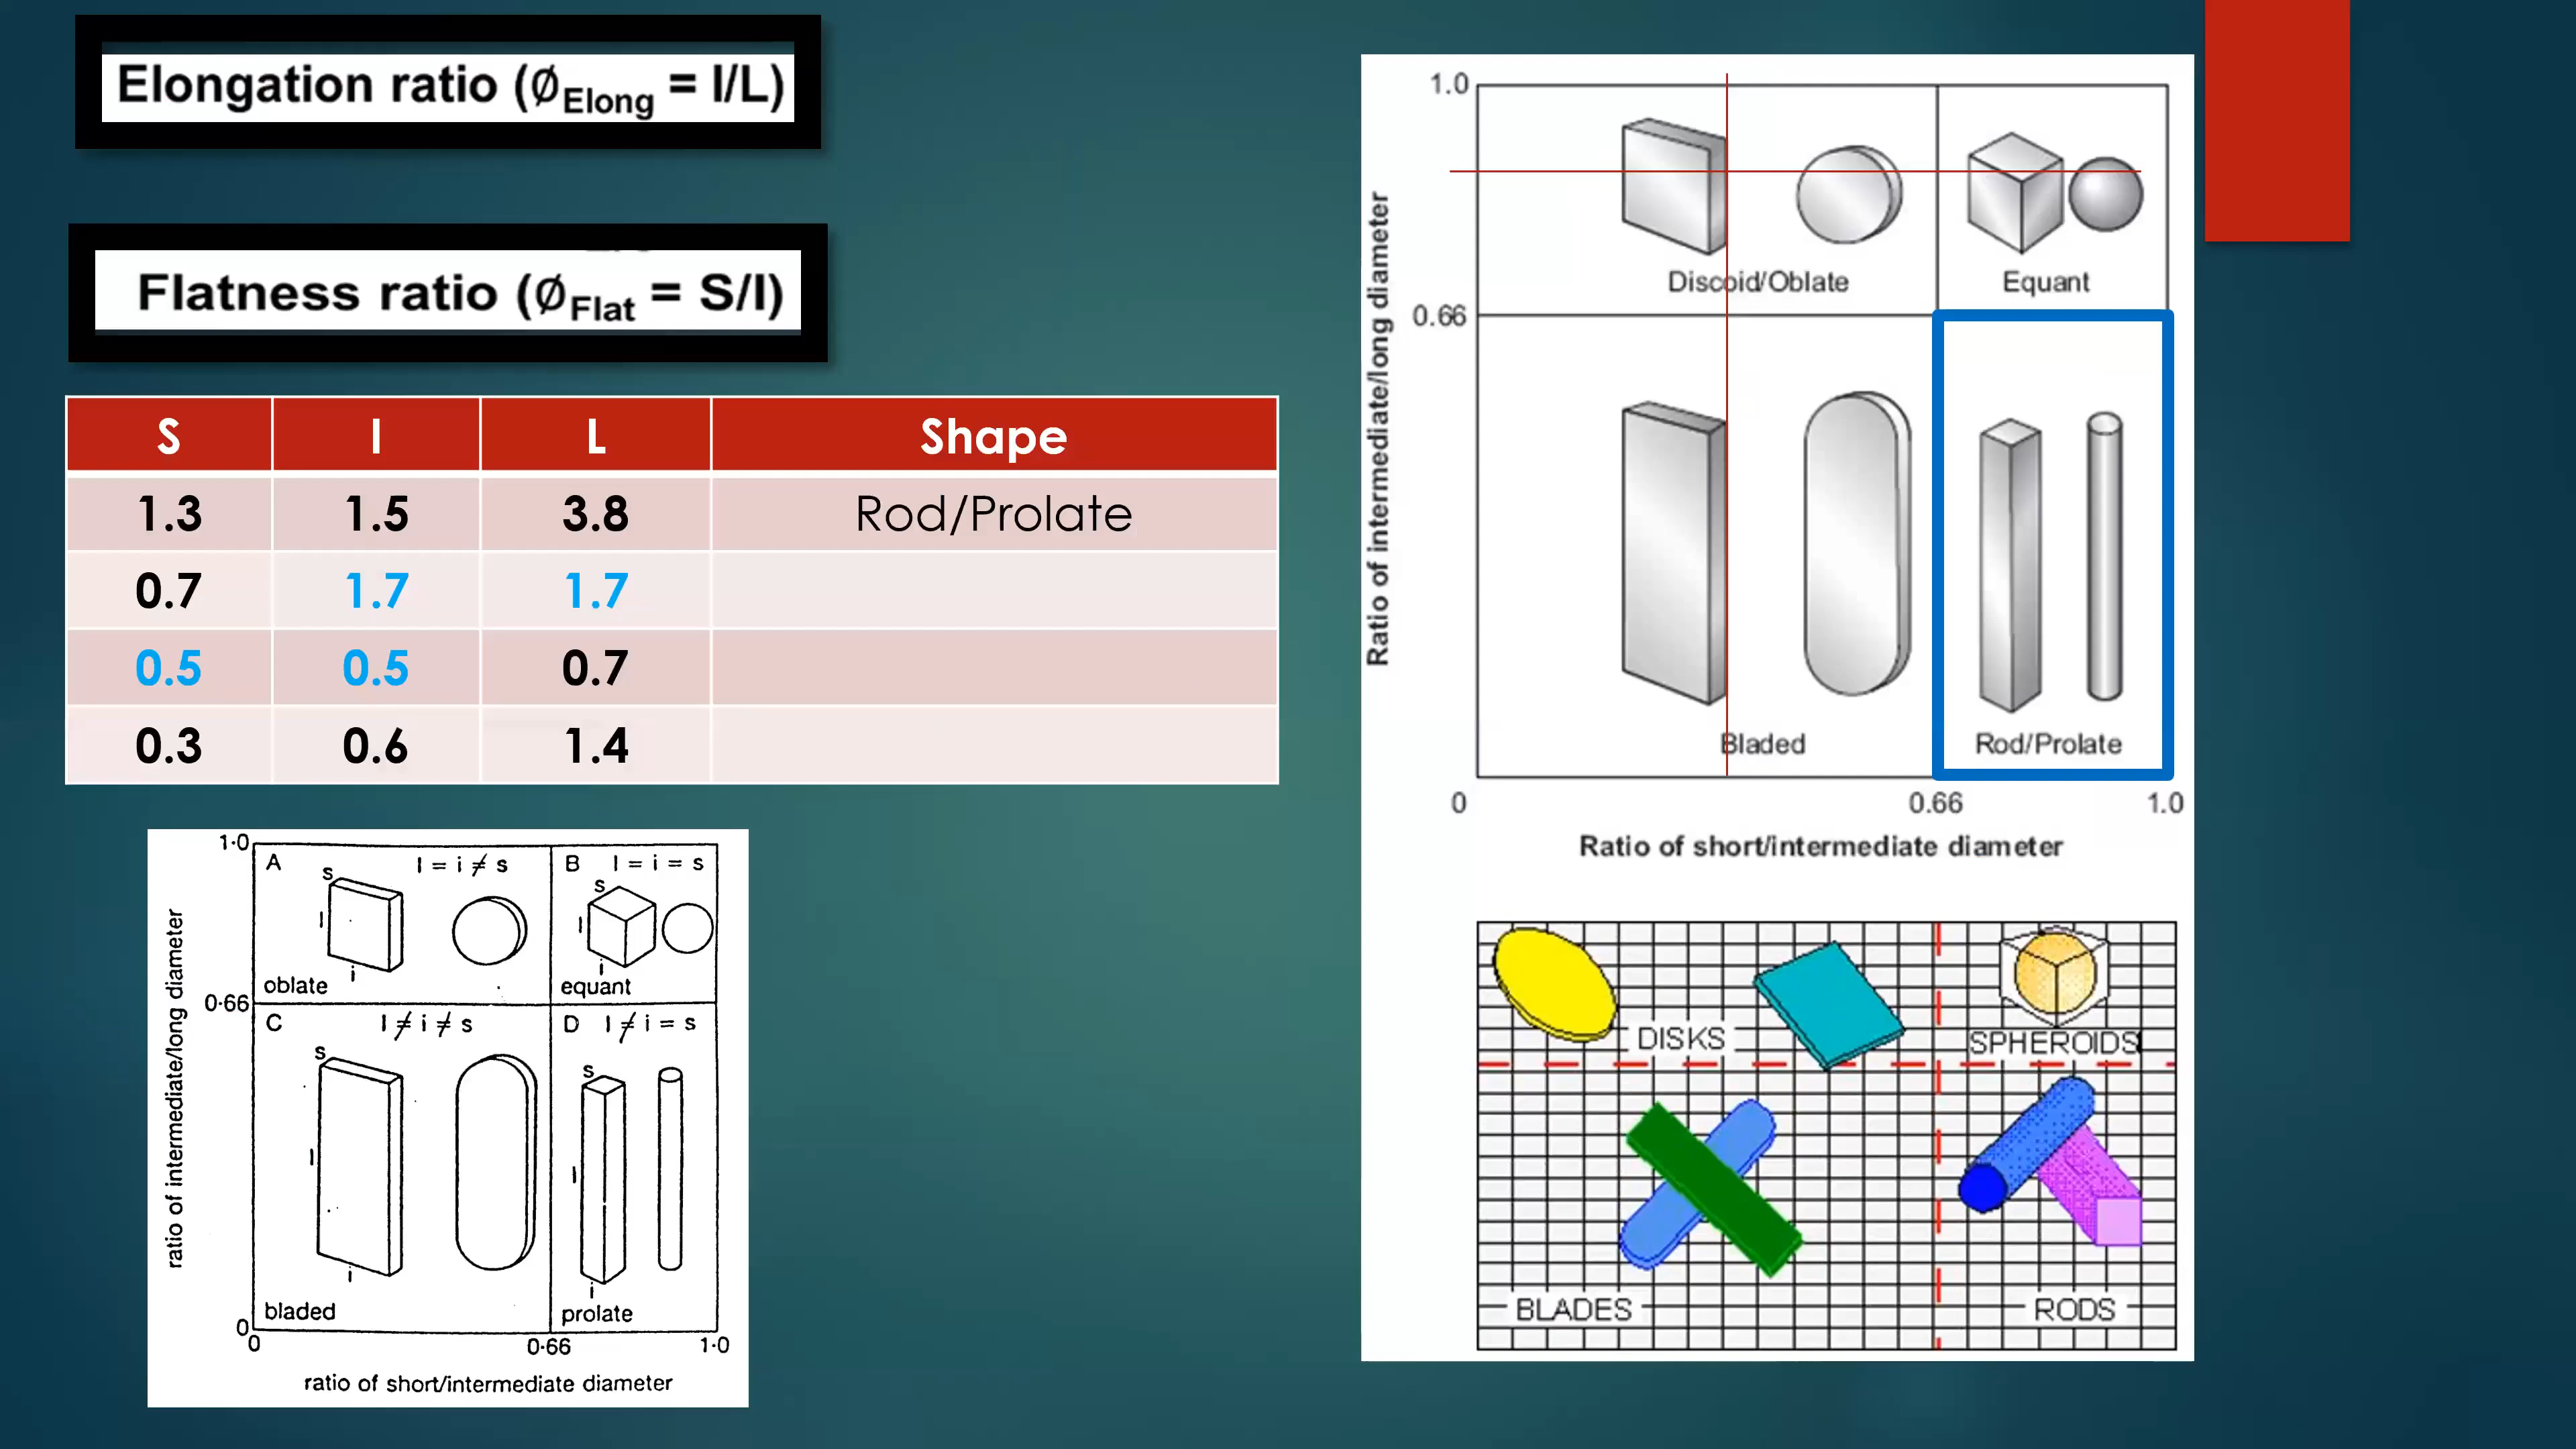 Elongation ratio (∅Elong = I/L)
Flatness ratio (∅Flat = S/I)
S I L Shape
1.3 1.5 3.8 Rod/Prolate
0.7 1.7 1.7
0.5 0.5 0.7
0.3 0.6 1.4
1.0
0.66
0
Ratio of intermediate/long diameter
Discoid/Oblate
Equant
Bladed
Rod/Prolate
0.66
1.0
Ratio of short/intermediate diameter
1·0
0·66
0
ratio of intermediate/long diameter
A l = i ≠ s
s
l
i
oblate
B l = i = s
s
l
i
equant
C l ≠ i ≠ s
s
l
i
bladed
D l ≠ i = s
s
l
i
prolate
0
0·66
1·0
ratio of short/intermediate diameter
DISKS
SPHEROIDS
BLADES
RODS